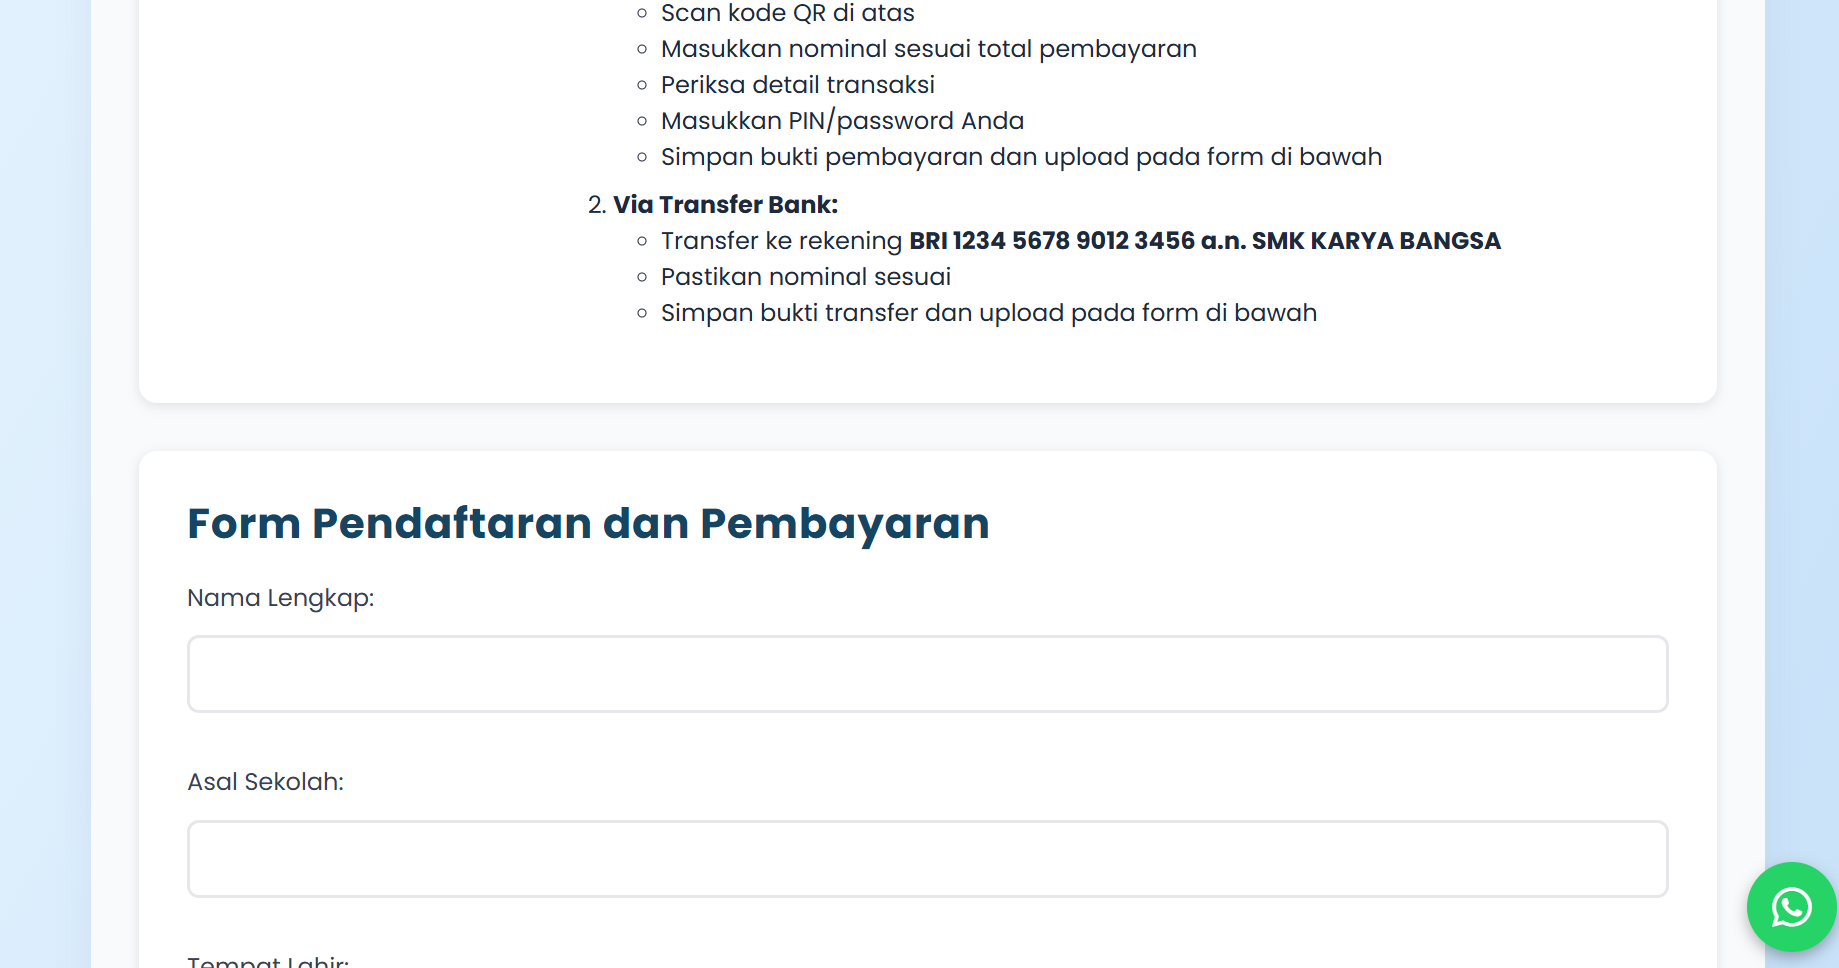 Scan kode QR di atas
Masukkan nominal sesuai total pembayaran
Periksa detail transaksi
Masukkan PIN/password Anda
Simpan bukti pembayaran dan upload pada form di bawah
2. Via Transfer Bank:
Transfer ke rekening BRI 1234 5678 9012 3456 a.n. SMK KARYA BANGSA
Pastikan nominal sesuai
Simpan bukti transfer dan upload pada form di bawah
Form Pendaftaran dan Pembayaran
Nama Lengkap:
Asal Sekolah:
Tempat Lahir: